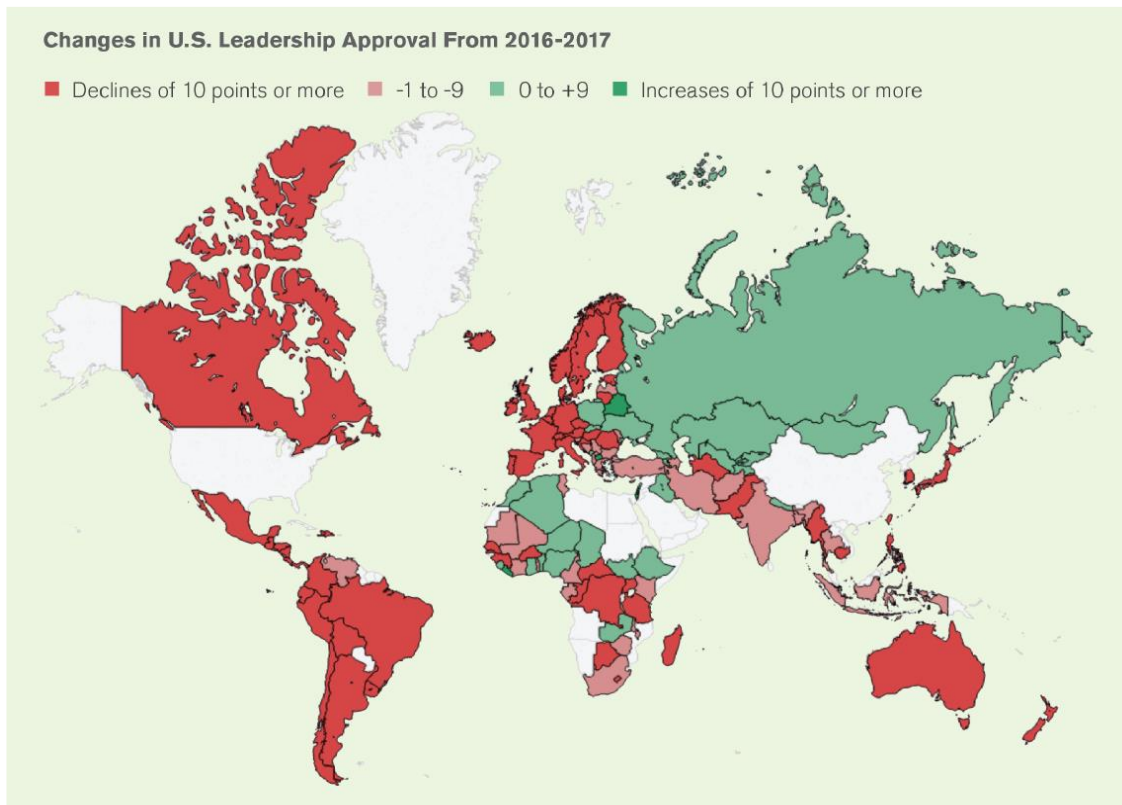 Changes in U.S. Leadership Approval From 2016-2017
Declines of 10 points or more -1 to -9 0 to +9 Increases of 10 points or more